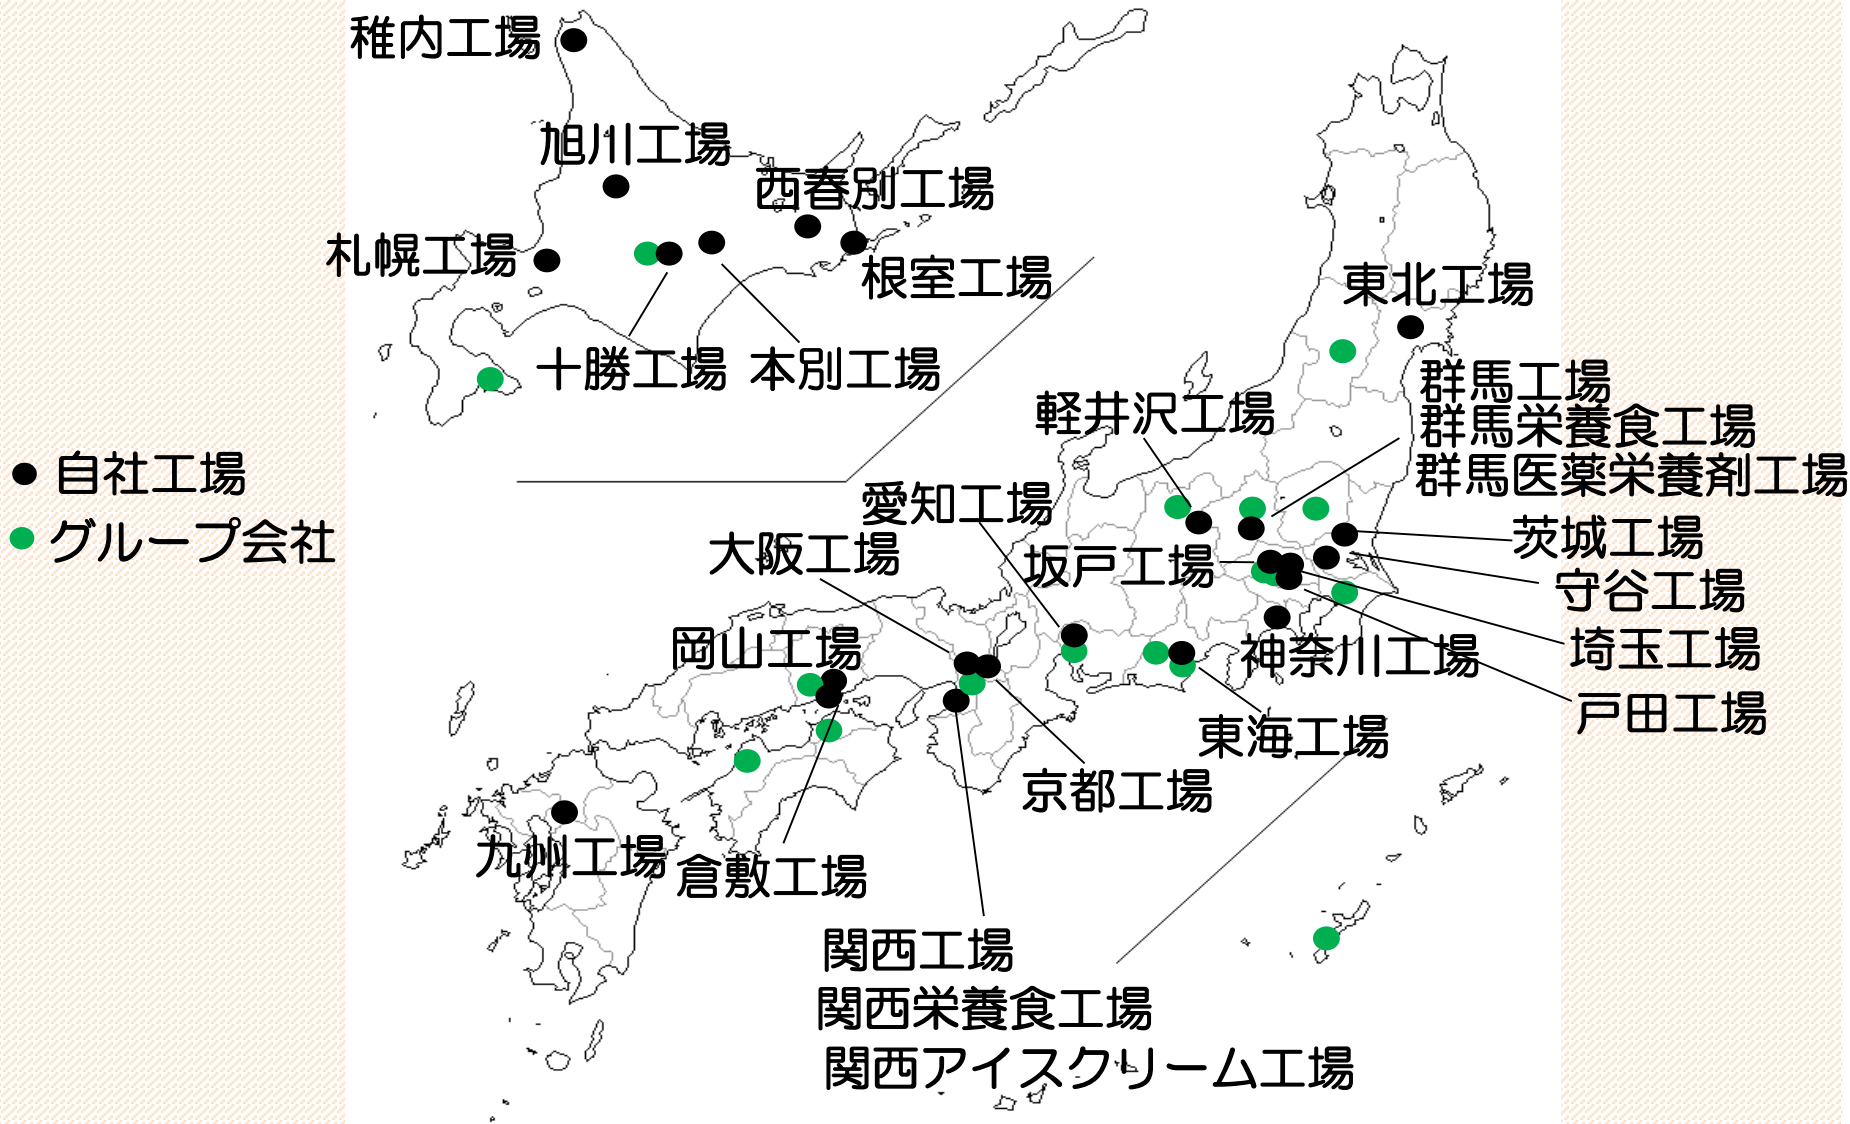 稚内工場
旭川工場
西春別工場
札幌工場
根室工場
東北工場
十勝工場
本別工場
群馬工場
軽井沢工場
群馬栄養食工場
群馬医薬栄養剤工場
自社工場
愛知工場
グループ会社
大阪工場
茨城工場
坂戸工場
守谷工場
岡山工場
神奈川工場
埼玉工場
戸田工場
東海工場
京都工場
九州工場
倉敷工場
関西工場
関西栄養食工場
関西アイスクリーム工場